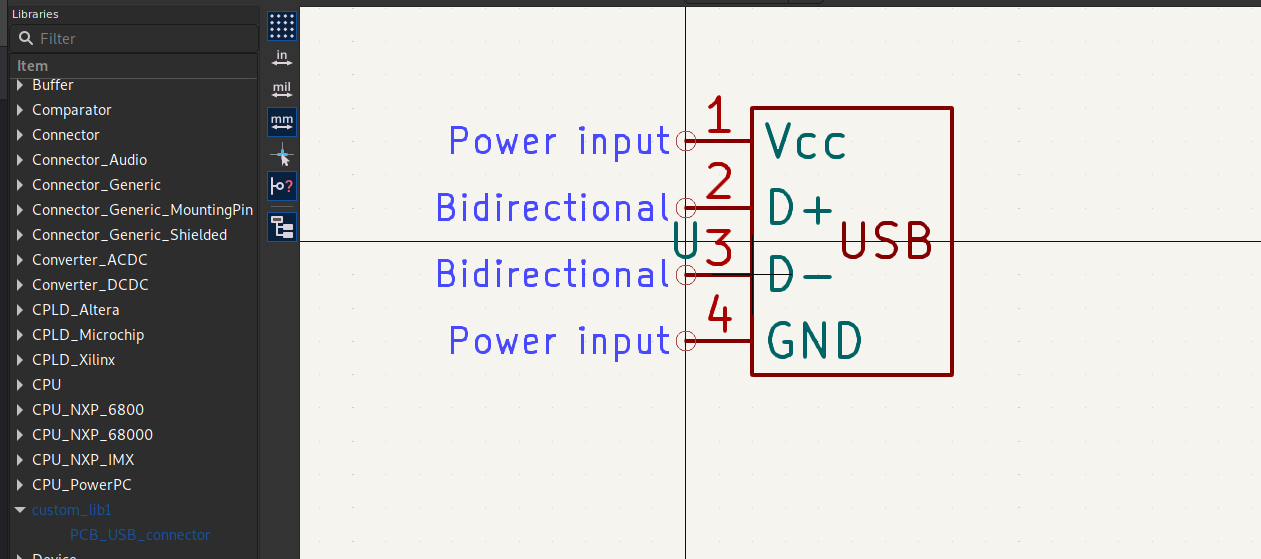 Libraries
Filter
Item
Buffer
Comparator
Connector
Connector_Audio
Connector_Generic
Connector_Generic_MountingPin
Connector_Generic_Shielded
Converter_ACDC
Converter_DCDC
CPLD_Altera
CPLD_Microchip
CPLD_Xilinx
CPU
CPU_NXP_6800
CPU_NXP_68000
CPU_NXP_IMX
CPU_PowerPC
custom_lib1
PCB_USB_connector
Device
in
mil
mm
?
Power input 1 Vcc
Bidirectional 2 D+
U USB
Bidirectional 3 D-
Power input 4 GND